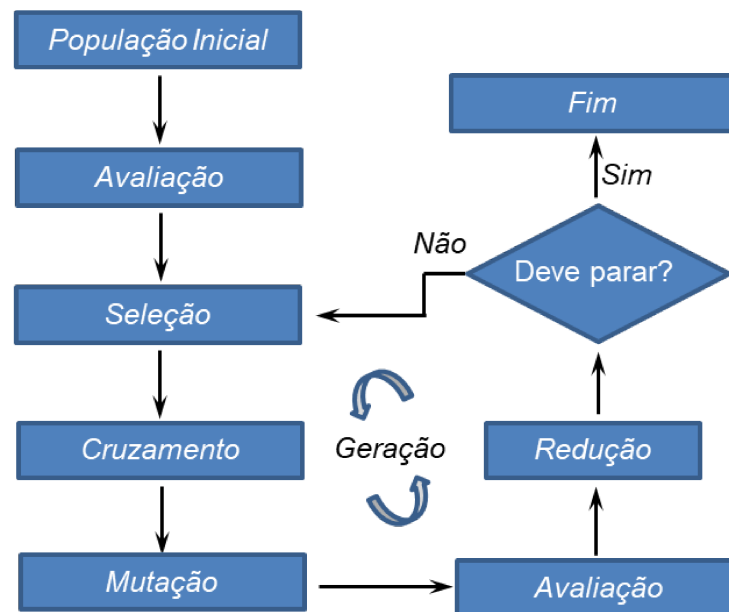 População Inicial
Avaliação
Seleção
Cruzamento
Mutação
Avaliação
Redução
Deve parar?
Não
Sim
Fim
Geração